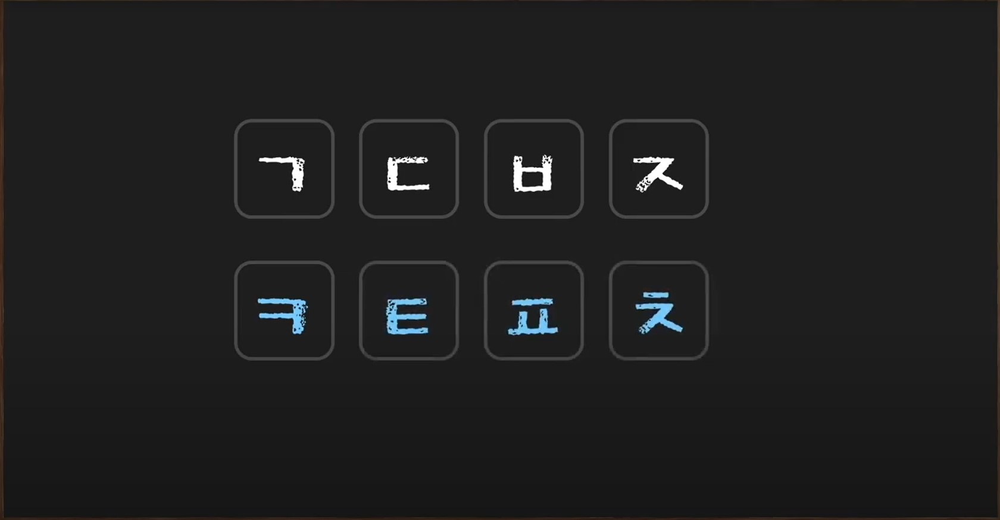 ㄱ ㄷ ㅂ ㅈ
ㅋ ㅌ ㅍ ㅊ